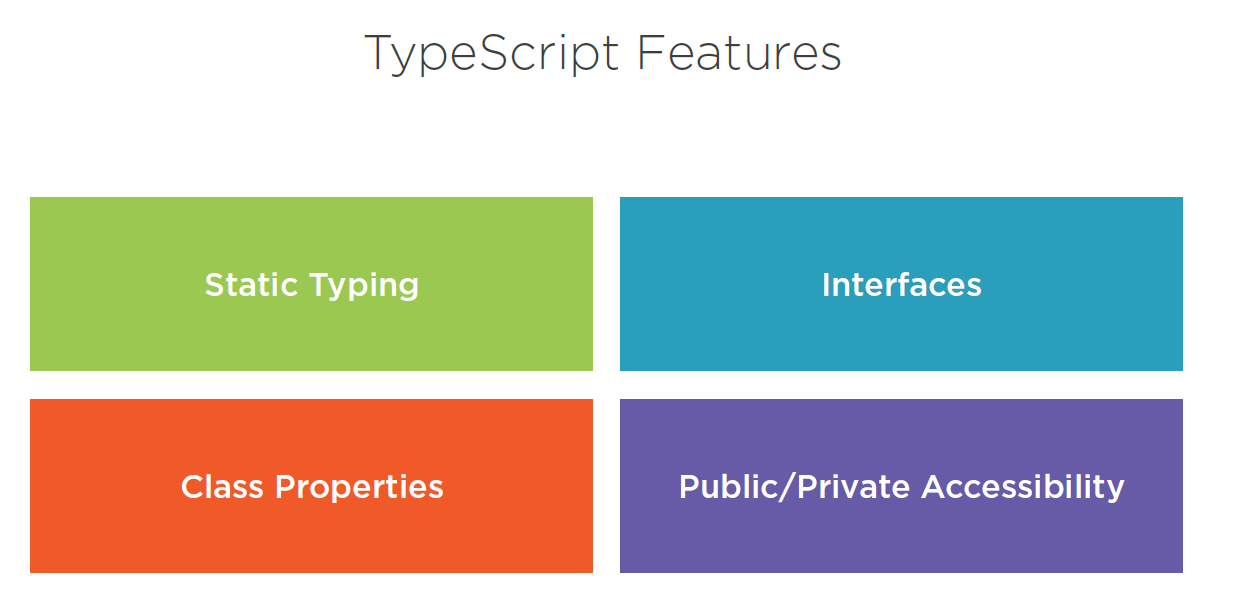 TypeScript Features
Static Typing
Interfaces
Class Properties
Public/Private Accessibility